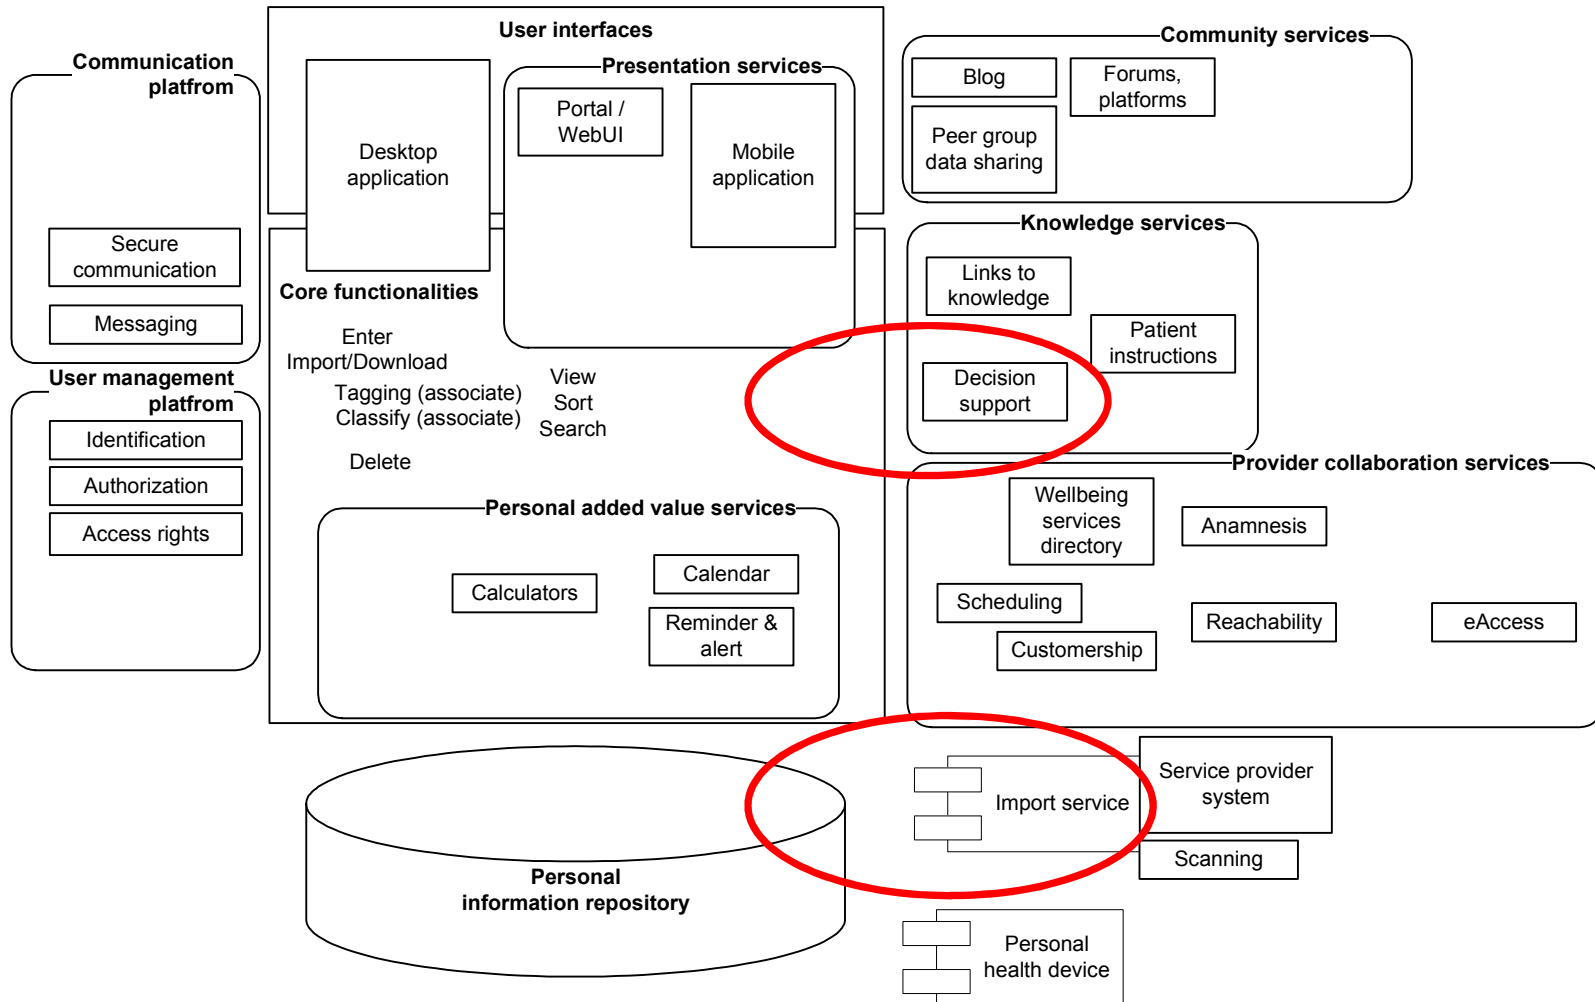 User interfaces
Communication
platfrom
Presentation services
Community services
Portal /
WebUI
Desktop
application
Mobile
application
Blog
Forums,
platforms
Peer group
data sharing
Secure
communication
Messaging
Knowledge services
Links to
knowledge
Patient
instructions
Decision
support
Core functionalities
Enter
Import/Download
Tagging (associate)
Classify (associate)
View
Sort
Search
Delete
User management
platfrom
Identification
Authorization
Access rights
Provider collaboration services
Wellbeing
services
directory
Anamnesis
Scheduling
Customership
Reachability
eAccess
Personal added value services
Calculators
Calendar
Reminder &
alert
Import service
Service provider
system
Scanning
Personal
information repository
Personal
health device